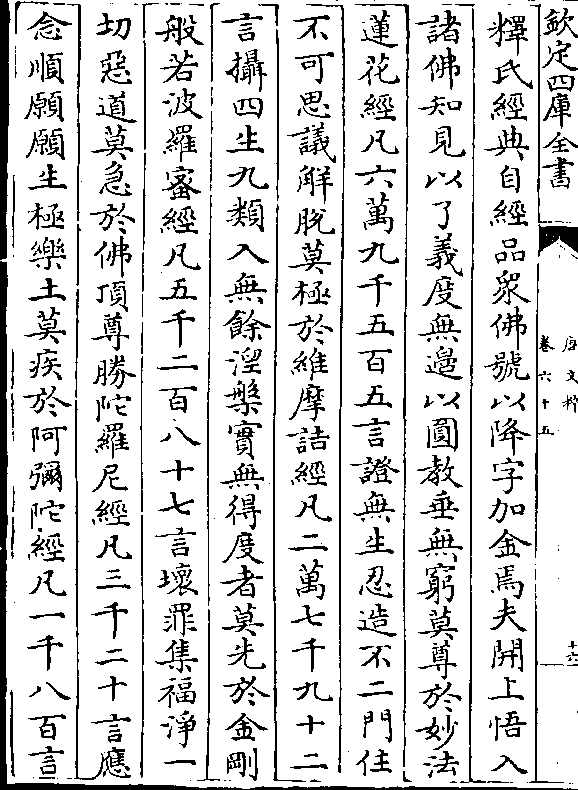 欽定四庫全書
唐文粹
卷六十五
十六
釋氏經典自經品衆佛號以降字加金焉夫開上悟入
諸佛知見以了義度無邉以圓教垂無窮莫尊於妙法
蓮花經凡六萬九千五百五言證無生忍造不二門住
不可思議解脫莫極於維摩詰經凡二萬七千九十二
言攝四生九類入無餘涅槃實無得度者莫先於金剛
般若波羅蜜經凡五千二百八十七言壞罪集福淨一
切惡道莫急於佛頂尊勝陀羅尼經凡三千二十言應
念順願願生極樂土莫疾於阿彌陀經凡一千八百言